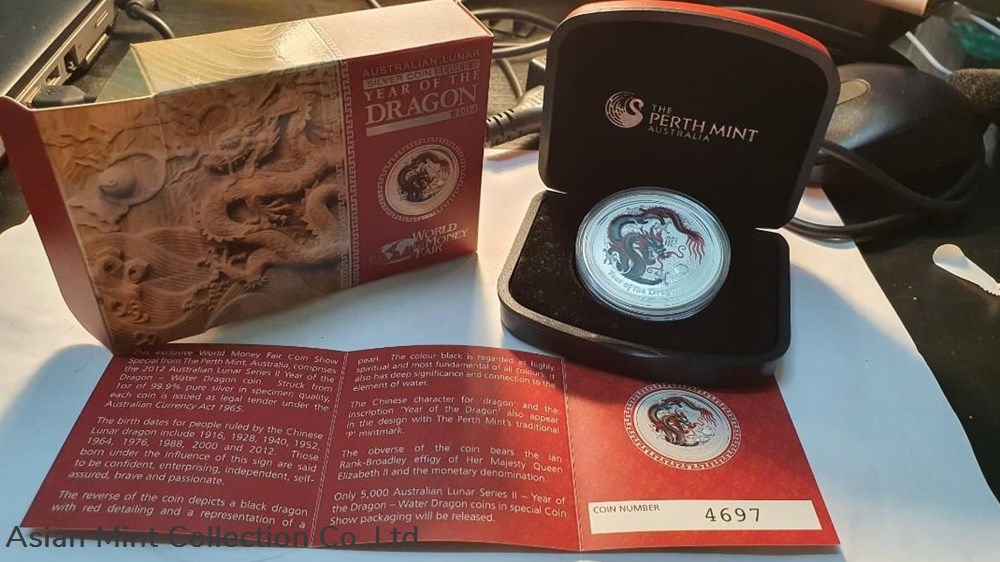 AUSTRALIAN LUNAR
SILVER COIN SERIES II
YEAR OF THE
DRAGON
2012
WORLD
MONEY
FAIR
THE
PERTH MINT
AUSTRALIA
Year of the Dragon
This exclusive World Money Fair Coin Show
Special from The Perth Mint, Australia, comprises
the 2012 Australian Lunar Series II Year of the
Dragon – Water Dragon coin. Struck from
1oz of 99.9% pure silver in specimen quality,
each coin is issued as legal tender under the
Australian Currency Act 1965.
The birth dates for people ruled by the Chinese
Lunar dragon include 1916, 1928, 1940, 1952,
1964, 1976, 1988, 2000 and 2012. Those
born under the influence of this sign are said
to be confident, enterprising, independent, self-
assured, brave and passionate.
The reverse of the coin depicts a black dragon
with red detailing and a representation of a
pearl. The colour black is regarded as highly
spiritual and most fundamental of all colours, it
also has deep significance and connection to the
element of water.
The Chinese character for 'dragon' and the
inscription 'Year of the Dragon' also appear
in the design with The Perth Mint's traditional
'P' mintmark.
The obverse of the coin bears the Ian
Rank-Broadley effigy of Her Majesty Queen
Elizabeth II and the monetary denomination.
Only 5,000 Australian Lunar Series II – Year of
the Dragon – Water Dragon coins in special Coin
Show packaging will be released.
COIN NUMBER 4697
Asian Mint Collection Co.,Ltd